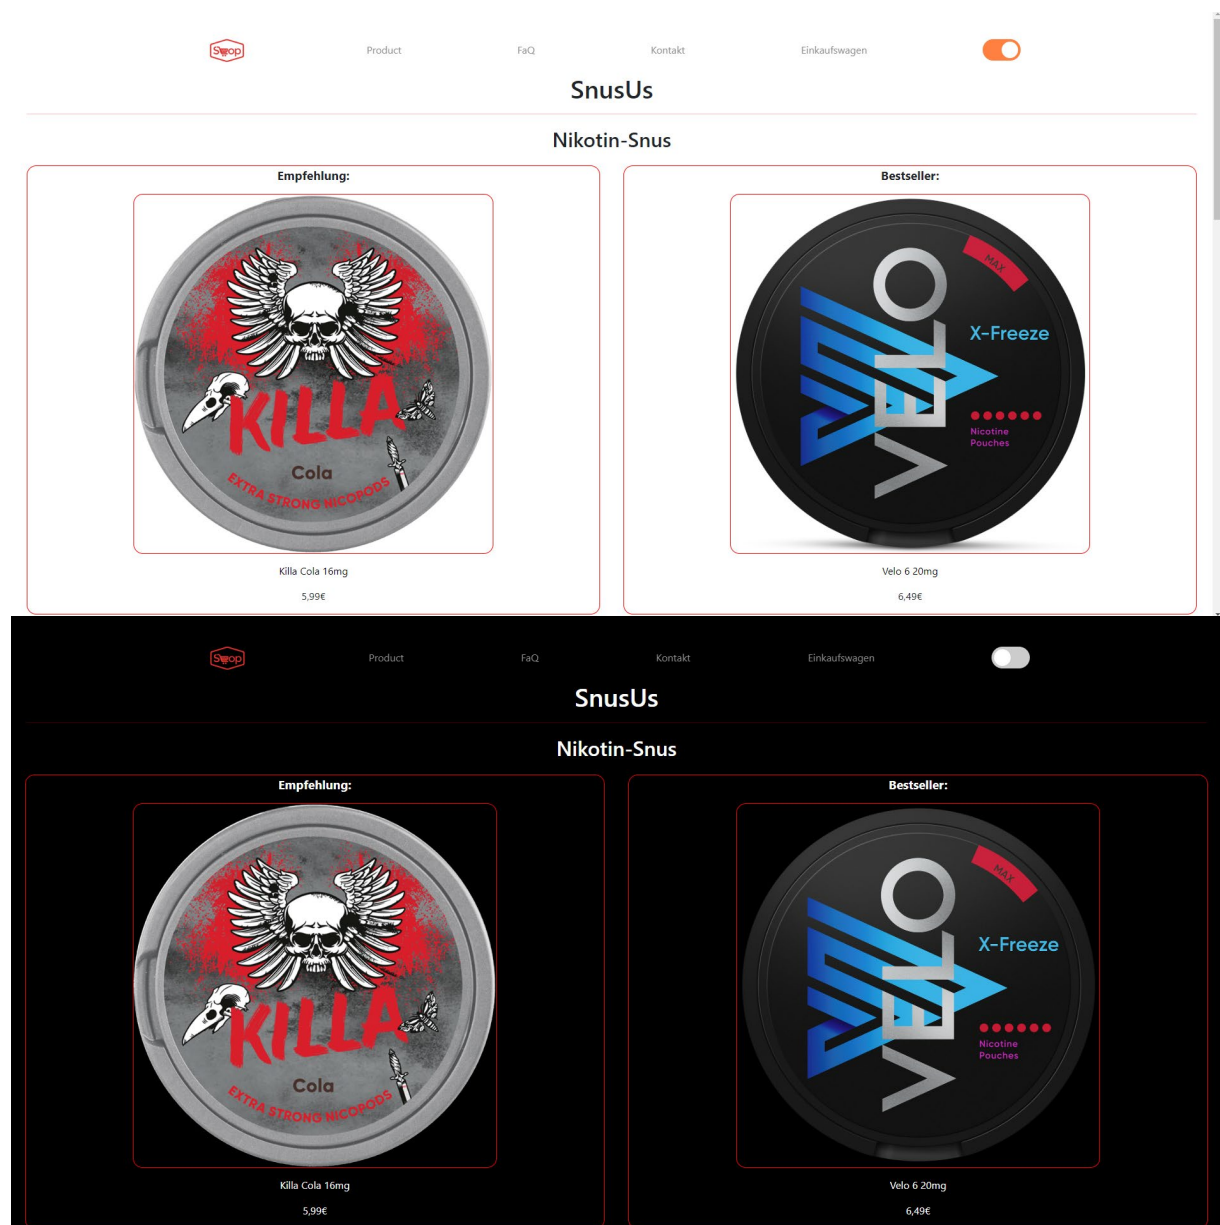 Shop
Product
FaQ
Kontakt
Einkaufswagen
SnusUs
Nikotin-Snus
Empfehlung:
KILLA
Cola
EXTRA STRONG NICOPODS
Killa Cola 16mg
5,99€
Bestseller:
MAX
VELO
X-Freeze
Nicotine
Pouches
Velo 6 20mg
6,49€
Shop
Product
FaQ
Kontakt
Einkaufswagen
SnusUs
Nikotin-Snus
Empfehlung:
KILLA
Cola
EXTRA STRONG NICOPODS
Killa Cola 16mg
5,99€
Bestseller:
MAX
VELO
X-Freeze
Nicotine
Pouches
Velo 6 20mg
6,49€